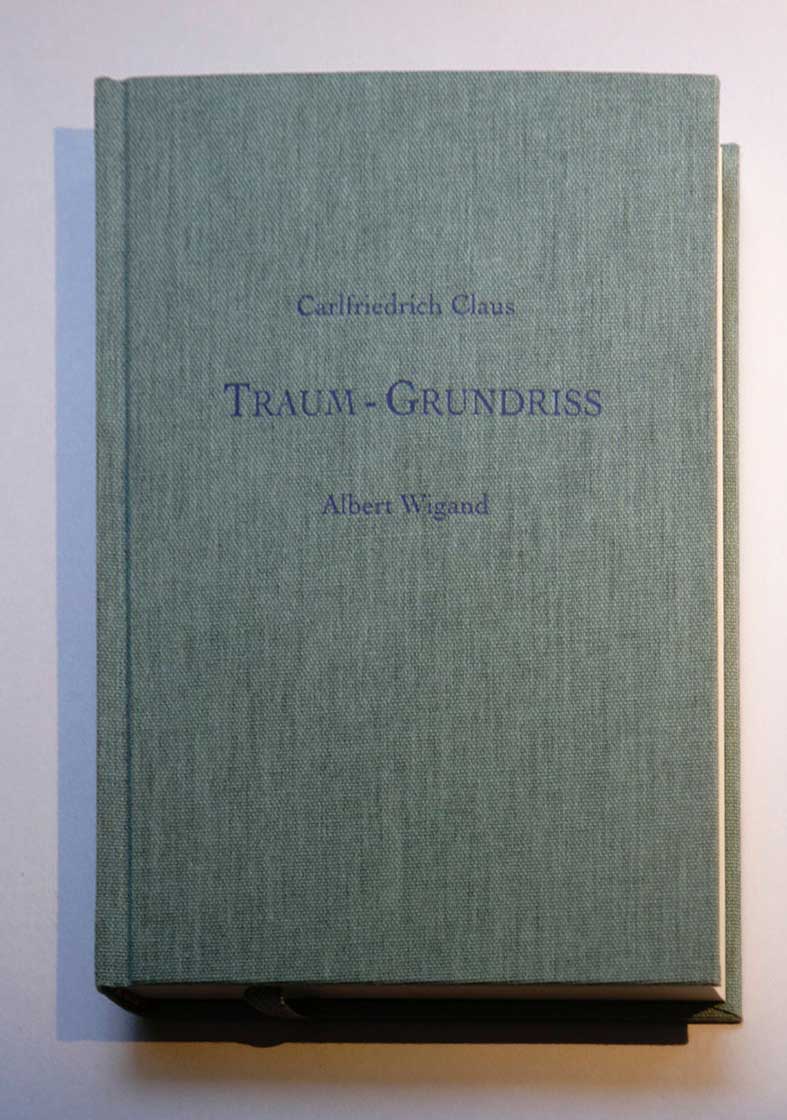 Carlfriedrich Claus
TRAUM - GRUNDRISS
Albert Wigand